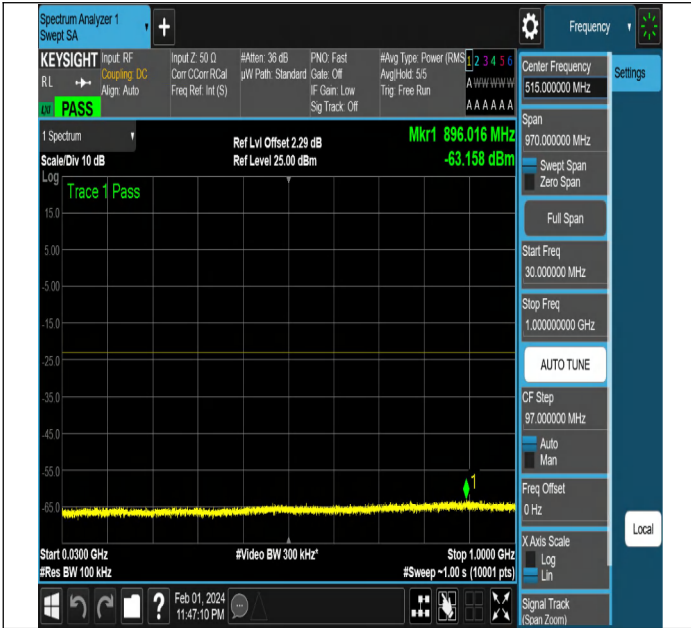 Spectrum Analyzer 1
Swept SA
Frequency
KEYSIGHT
RL
Input: RF
Coupling: DC
Align: Auto
Input Z: 50 Ω
Corr CCorr RCal
Freq Ref: Int (S)
#Atten: 36 dB
µW Path: Standard
PNO: Fast
Gate: Off
IF Gain: Low
Sig Track: Off
#Avg Type: Power (RMS
Avg|Hold: 5/5
Trig: Free Run
1 2 3 4 5 6
A W W W W W
A A A A A A
LXI
PASS
1 Spectrum
Scale/Div 10 dB
Ref Lvl Offset 2.29 dB
Ref Level 25.00 dBm
Mkr1 896.016 MHz
-63.158 dBm
Log
Trace 1 Pass
15.0
5.00
-5.00
-15.0
-25.0
-35.0
-45.0
-55.0
-65.0
1
Start 0.0300 GHz
#Res BW 100 kHz
#Video BW 300 kHz*
Stop 1.0000 GHz
#Sweep ~1.00 s (10001 pts)
Center Frequency
515.000000 MHz
Settings
Span
970.000000 MHz
Swept Span
Zero Span
Full Span
Start Freq
30.000000 MHz
Stop Freq
1.000000000 GHz
AUTO TUNE
CF Step
97.000000 MHz
Auto
Man
Freq Offset
0 Hz
X Axis Scale
Log
Lin
Local
Signal Track
(Span Zoom)
?
Feb 01, 2024
11:47:10 PM